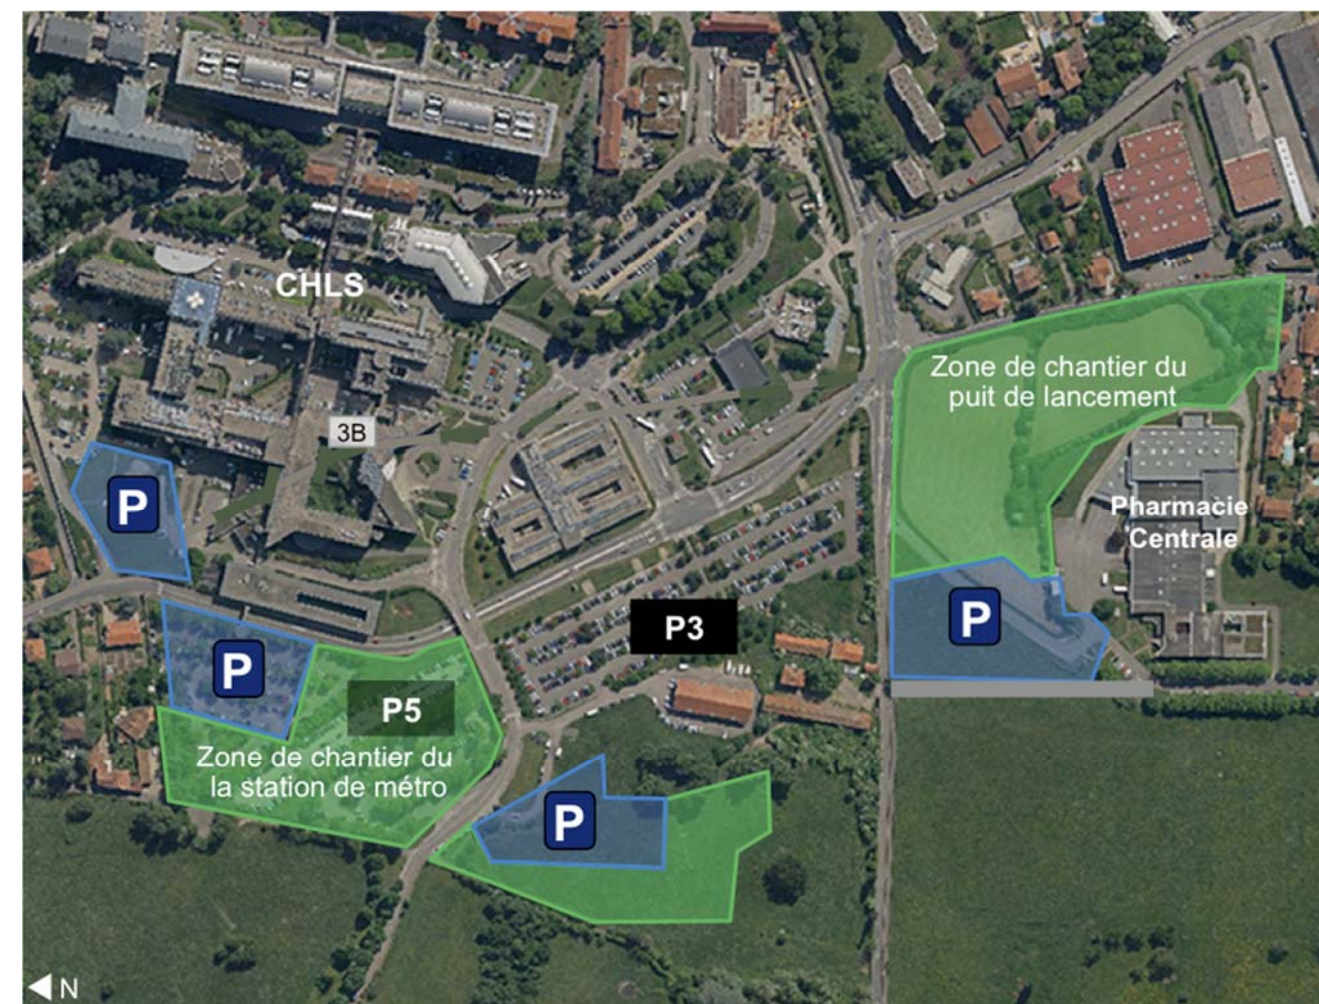 CHLS
3B
Zone de chantier du
puit de lancement
Pharmacie
Centrale
P
P
P
P3
P
P5
Zone de chantier du
la station de métro
P
N